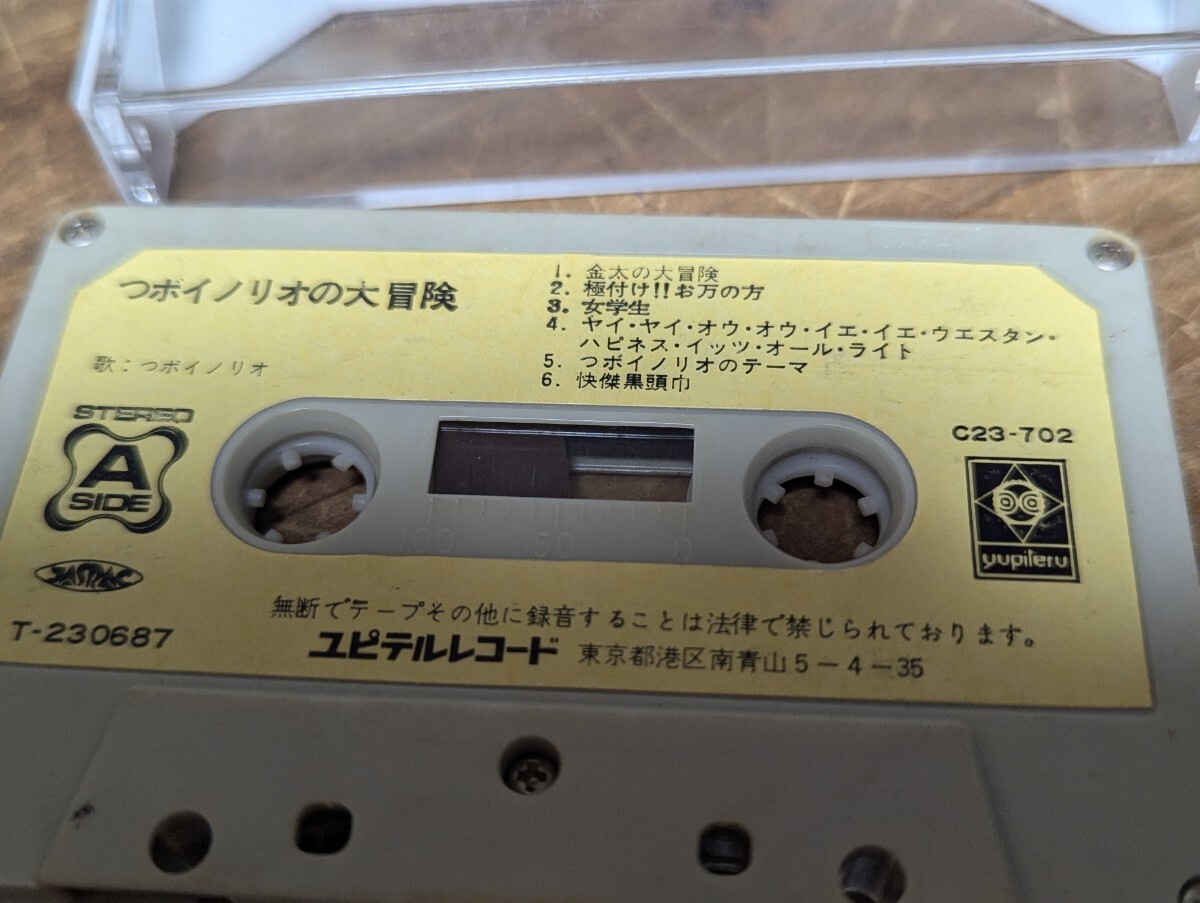 つボイノリオの大冒険
歌：つボイノリオ
1. 金太の大冒険
2. 極付け!!お万の方
3. 女学生
4. ヤイ・ヤイ・オウ・オウ・イエ・イエ・ウエスタン・
ハピネス・イッツ・オール・ライト
5. つボイノリオのテーマ
6. 快傑黒頭巾
STEREO
A
SIDE
C23-702
yupiteru
100 50 0
JASRAC
T-230687
無断でテープその他に録音することは法律で禁じられております。
ユピテルレコード 東京都港区南青山5-4-35